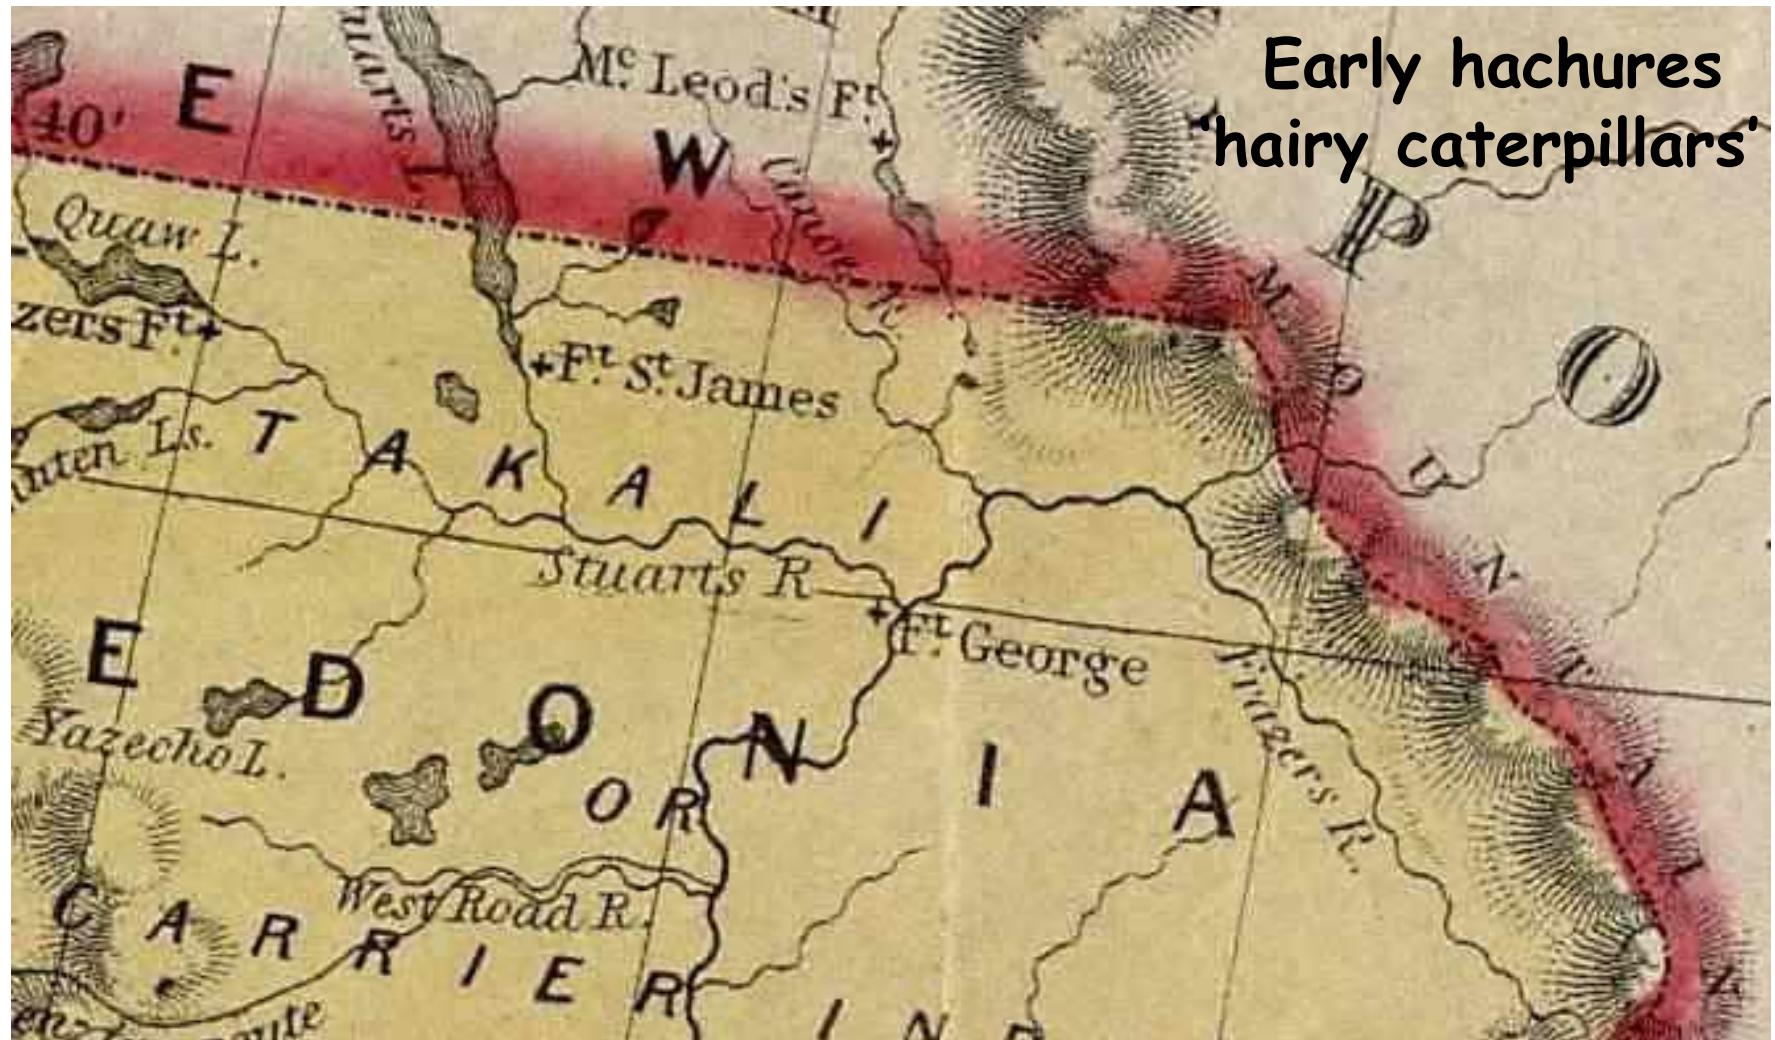 Early hachures
'hairy caterpillars'
Mc. Leod's Ft.
E
W
40'
P
O
Quaw L.
zers Ft.
Ft. St. James
Ls.
T A K A L I
Stuarts R
Ft. George
E D O N I A
Yazecho L.
Frazers R.
O R
West Road R.
C A R R I E R
I N
M O U N T A I N